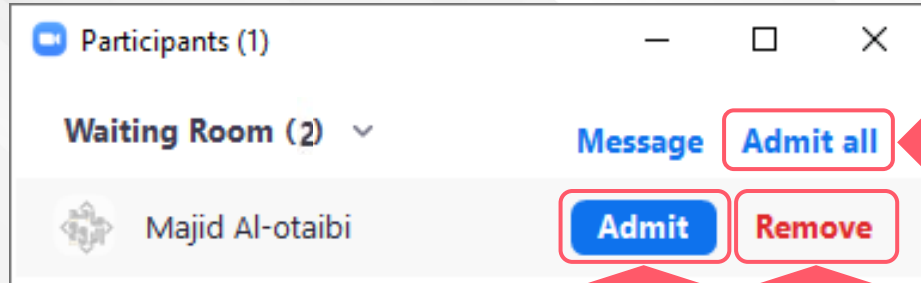 Participants (1)
Waiting Room (2)
Message Admit all
Majid Al-otaibi Admit Remove